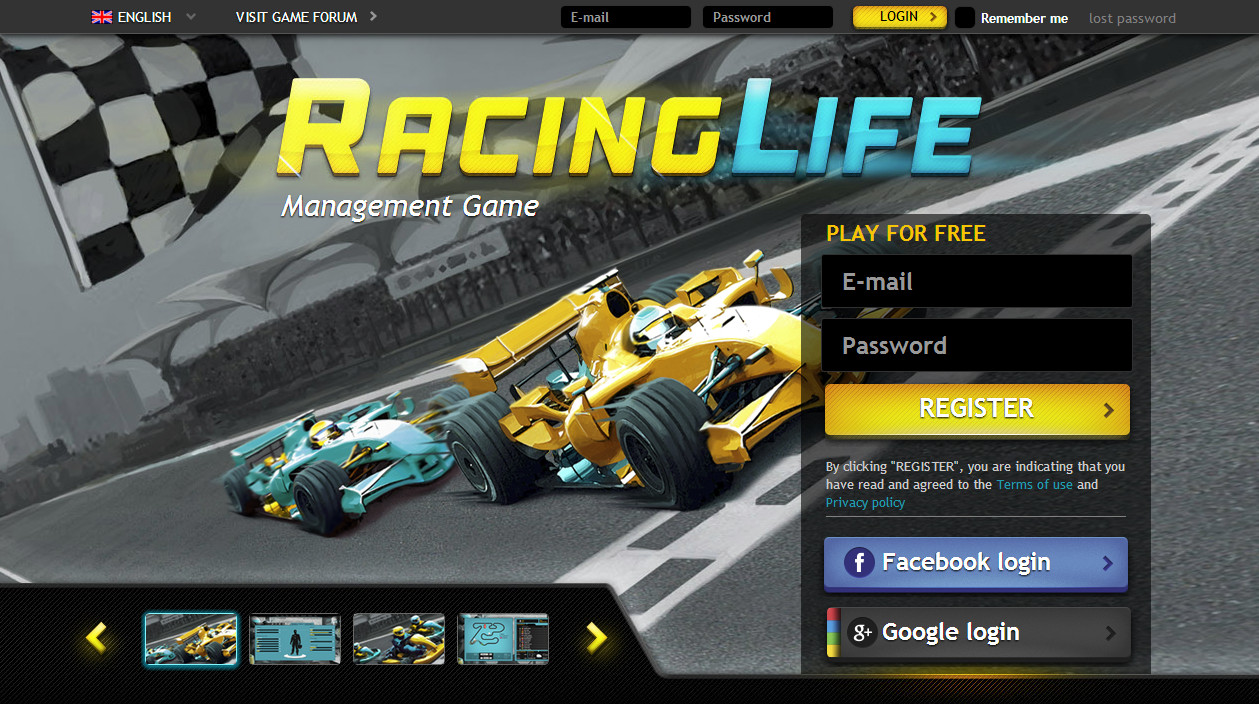 ENGLISH
VISIT GAME FORUM
E-mail
Password
LOGIN
Remember me
lost password
RACINGLIFE
Management Game
PLAY FOR FREE
E-mail
Password
REGISTER
By clicking "REGISTER", you are indicating that you
have read and agreed to the Terms of use and
Privacy policy
f Facebook login
g+ Google login